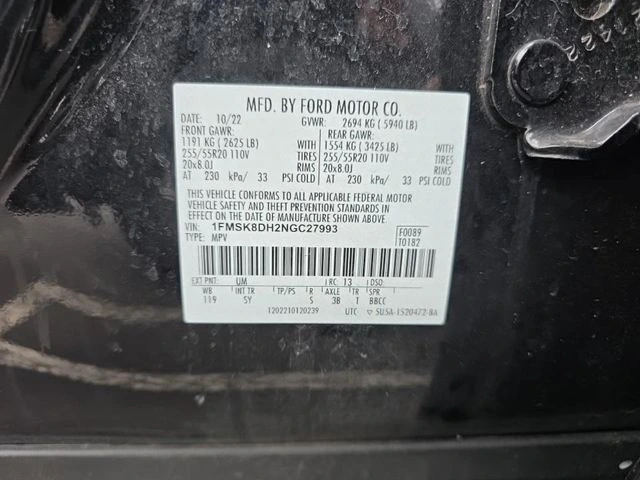 MFD. BY FORD MOTOR CO.
DATE: 10/22 GVWR: 2694 KG (5940 LB)
FRONT GAWR: REAR GAWR:
1191 KG (2625 LB) WITH 1554 KG (3425 LB) WITH
255/55R20 110V TIRES 255/55R20 110V TIRES
20x8.0J RIMS 20x8.0J RIMS
AT 230 kPa/ 33 PSI COLD AT 230 kPa/ 33 PSI COLD
THIS VEHICLE CONFORMS TO ALL APPLICABLE FEDERAL MOTOR
VEHICLE SAFETY AND THEFT PREVENTION STANDARDS IN
EFFECT ON THE DATE OF MANUFACTURE SHOWN ABOVE.
VIN: 1FMSK8DH2NGC27993 F0089
TYPE: MPV T0182
EXT PNT: UM RC: 13 DSO:
WB INT TR TP/PS R AXLE TR SPR
119 5Y S 3B T BBCC
1202210120239 UTC ▽ SU5A-1520472-BA